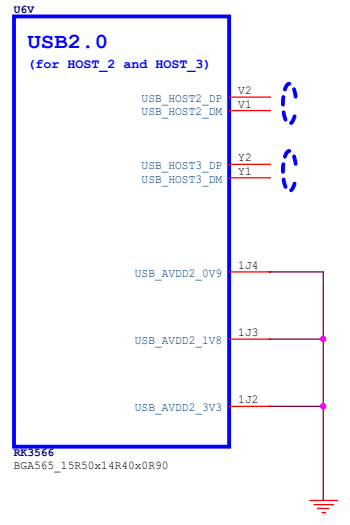 U6V
USB2.0
(for HOST_2 and HOST_3)
USB_HOST2_DP V2
USB_HOST2_DM V1
USB_HOST3_DP Y2
USB_HOST3_DM Y1
USB_AVDD2_0V9 1J4
USB_AVDD2_1V8 1J3
USB_AVDD2_3V3 1J2
RK3566
BGA565_15R50x14R40x0R90